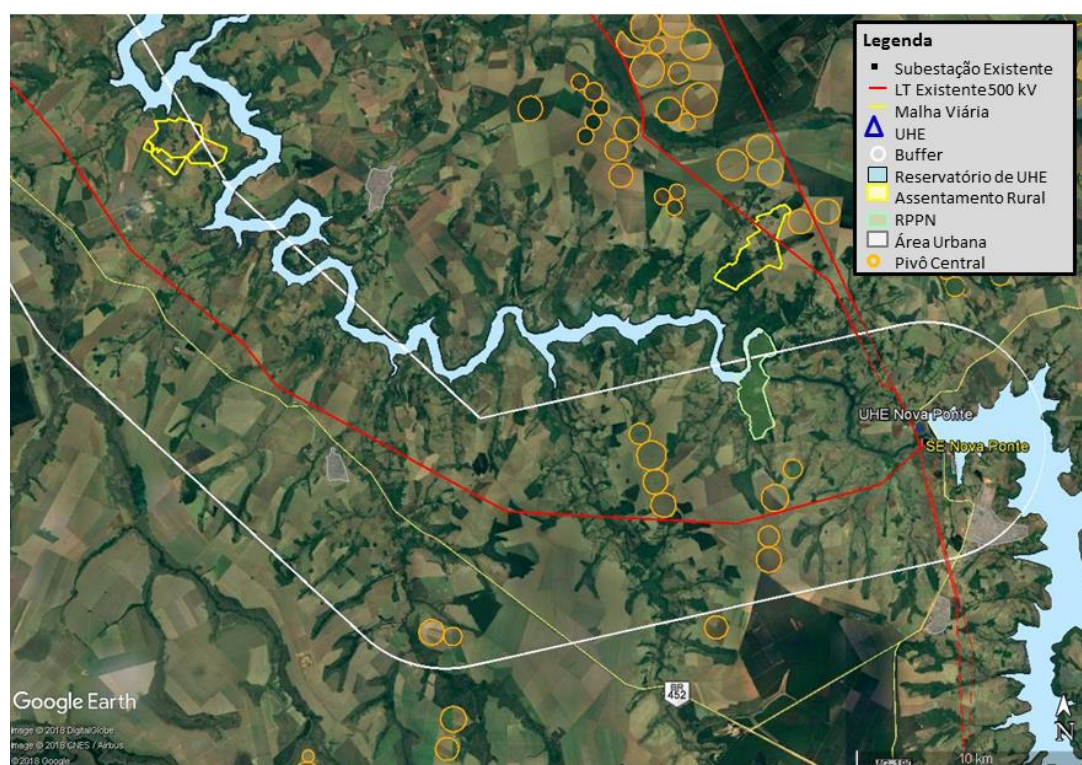 Legenda
Subestação Existente
LT Existente 500 kV
Malha Viária
UHE
Buffer
Reservatório de UHE
Assentamento Rural
RPPN
Área Urbana
Pivô Central
UHE Nova Ponte
SE Nova Ponte
BR
452
Google Earth
Image © 2018 DigitalGlobe
Image © 2018 CNES / Airbus
© 2018 Google
N
10 km